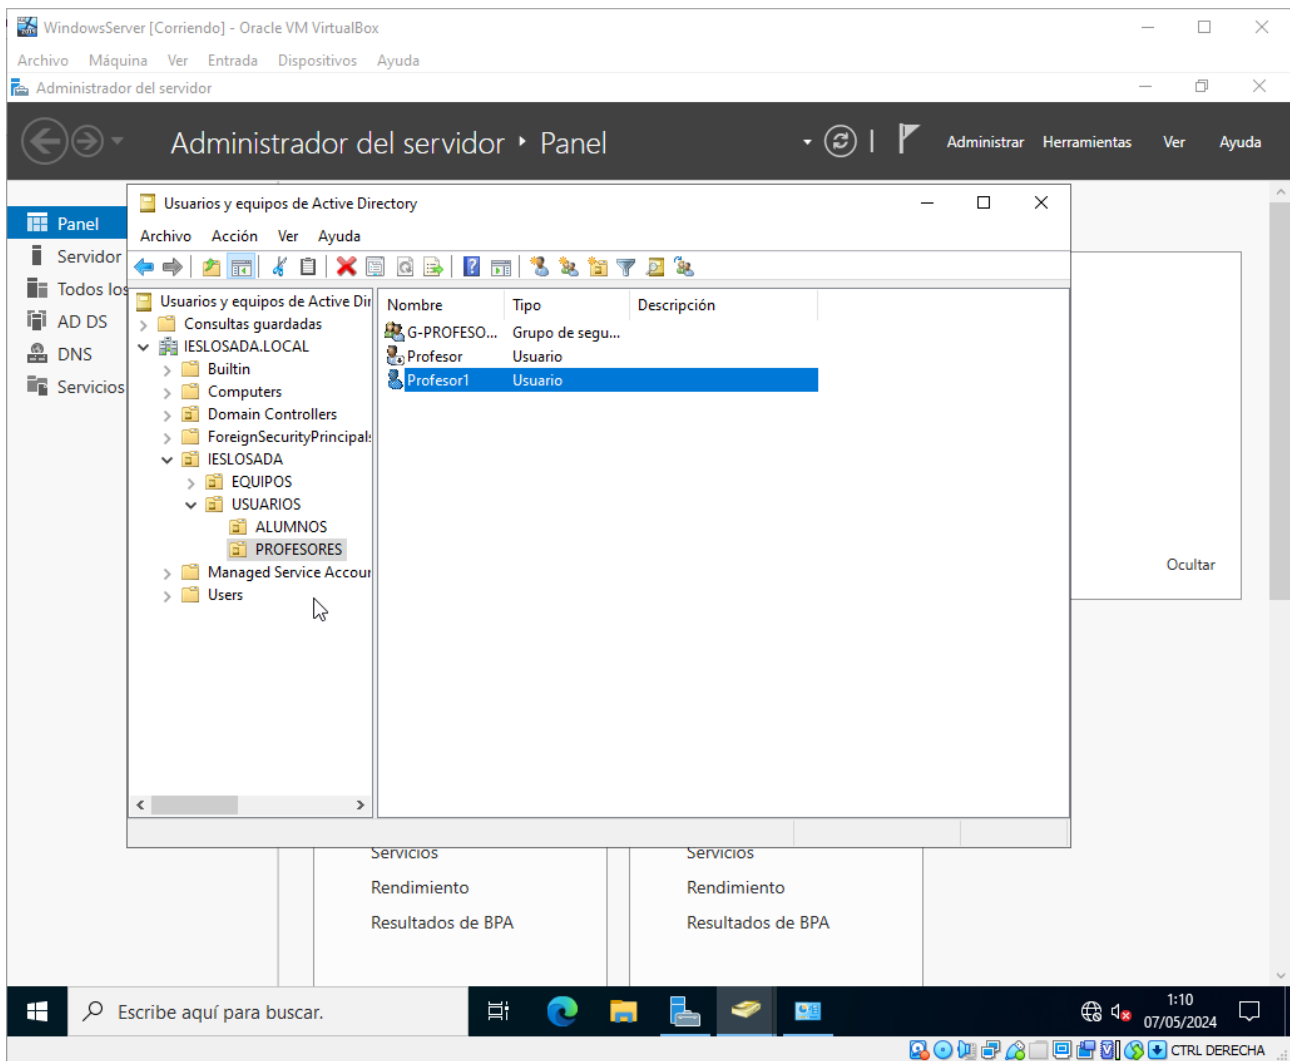 WindowsServer [Corriendo] - Oracle VM VirtualBox
Archivo Máquina Ver Entrada Dispositivos Ayuda
Administrador del servidor
Administrador del servidor ‣ Panel
Administrar Herramientas Ver Ayuda
Panel
Servidor
Todos los
AD DS
DNS
Servicios
Usuarios y equipos de Active Directory
Archivo Acción Ver Ayuda
Usuarios y equipos de Active Dir
Consultas guardadas
IESLOSADA.LOCAL
Builtin
Computers
Domain Controllers
ForeignSecurityPrincipals
IESLOSADA
EQUIPOS
USUARIOS
ALUMNOS
PROFESORES
Managed Service Accour
Users
Nombre Tipo Descripción
G-PROFESO... Grupo de segu...
Profesor Usuario
Profesor1 Usuario
Ocultar
Servicios
Rendimiento
Resultados de BPA
Servicios
Rendimiento
Resultados de BPA
Escribe aquí para buscar.
1:10
07/05/2024
CTRL DERECHA